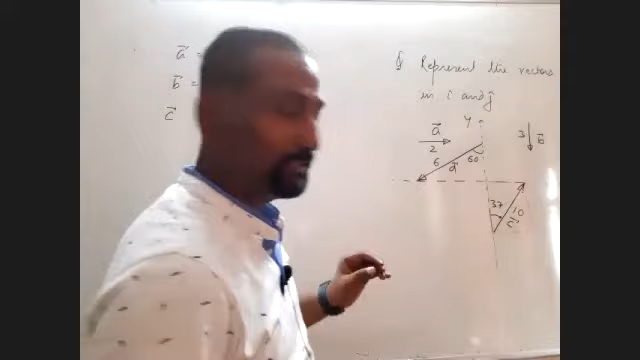 a⃗ =
b⃗ =
c⃗
Q Represent the vectors
in î and ĵ
y
a⃗
2
3
b⃗
6
60
d⃗
37
10
c⃗